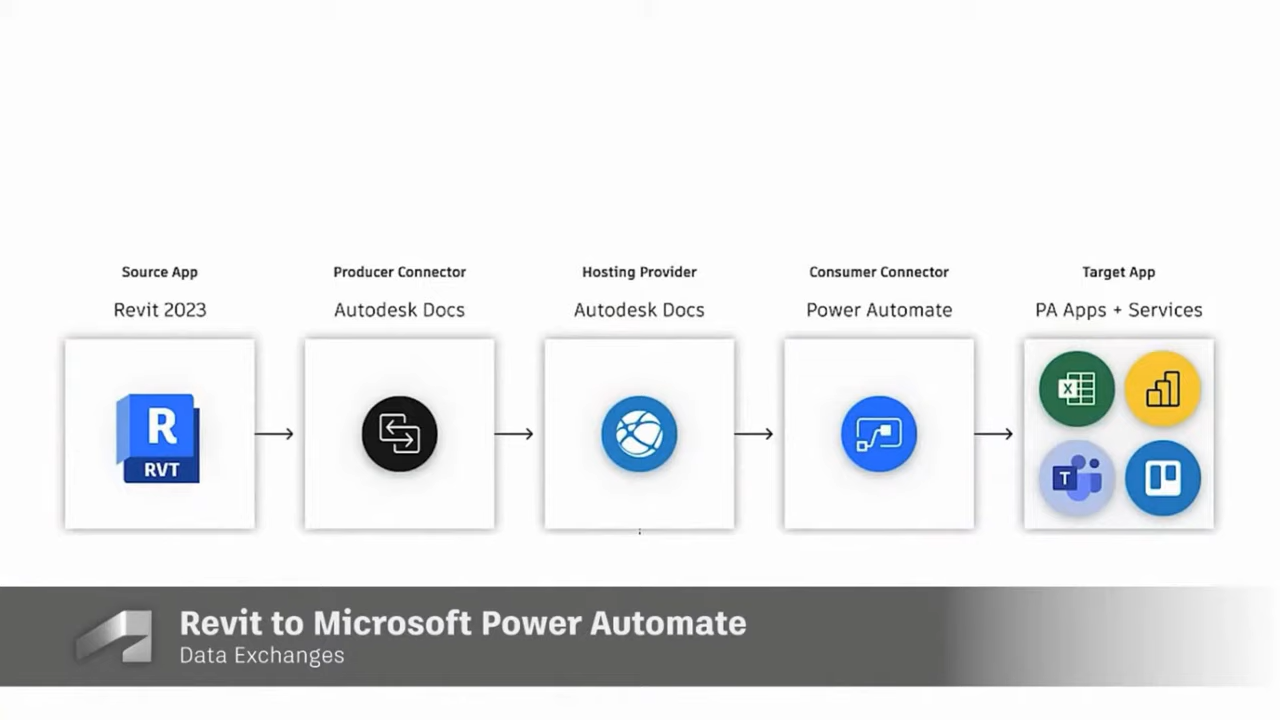 Source App
Revit 2023
R
RVT
Producer Connector
Autodesk Docs
Hosting Provider
Autodesk Docs
Consumer Connector
Power Automate
Target App
PA Apps + Services
X
T
Revit to Microsoft Power Automate
Data Exchanges